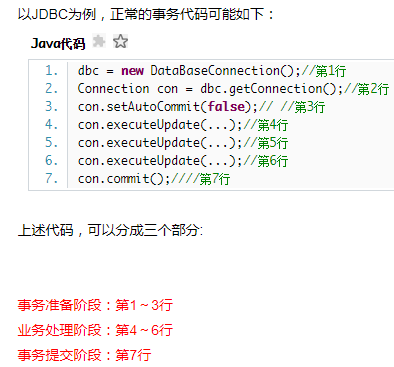 以JDBC为例，正常的事务代码可能如下：
Java代码
1. dbc = new DataBaseConnection();//第1行
2. Connection con = dbc.getConnection();//第2行
3. con.setAutoCommit(false);// //第3行
4. con.executeUpdate(...);//第4行
5. con.executeUpdate(...);//第5行
6. con.executeUpdate(...);//第6行
7. con.commit();////第7行
上述代码，可以分成三个部分:
事务准备阶段：第1～3行
业务处理阶段：第4～6行
事务提交阶段：第7行